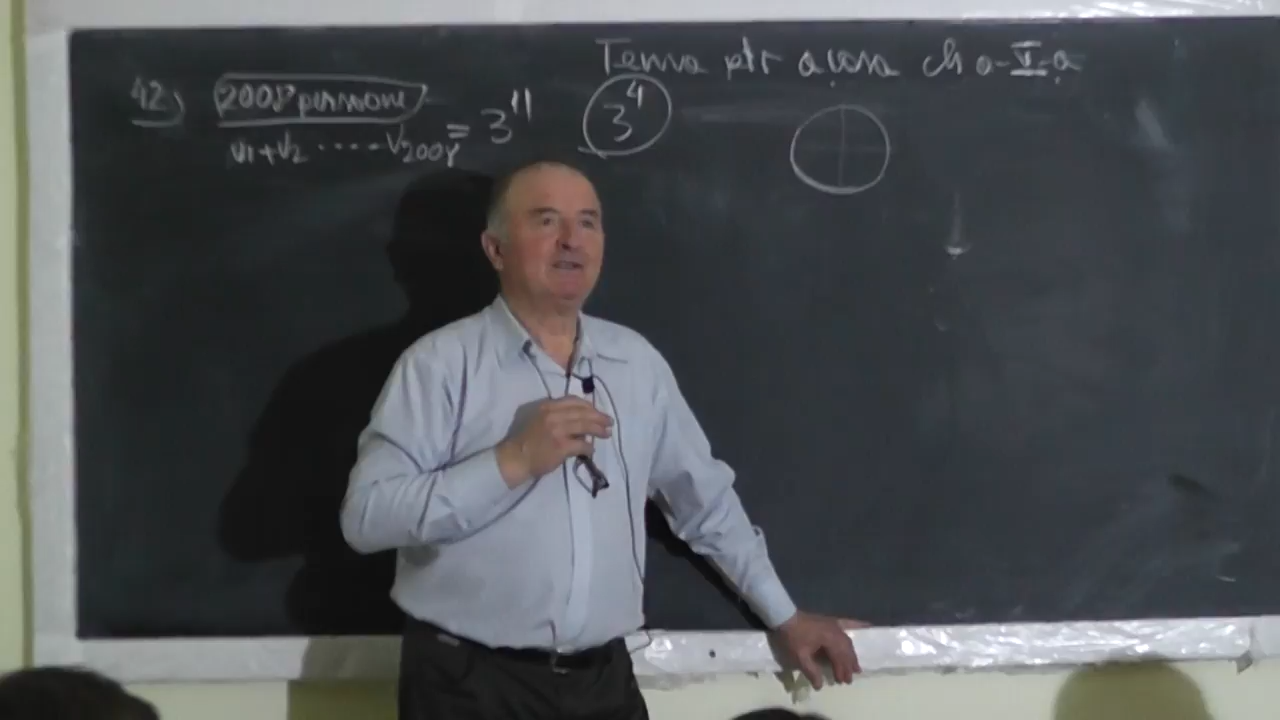 Tema ptr acasa cls a-V-a
42) 2008 persoane
v1+v2 ..... v2008 = 3^11
3^4